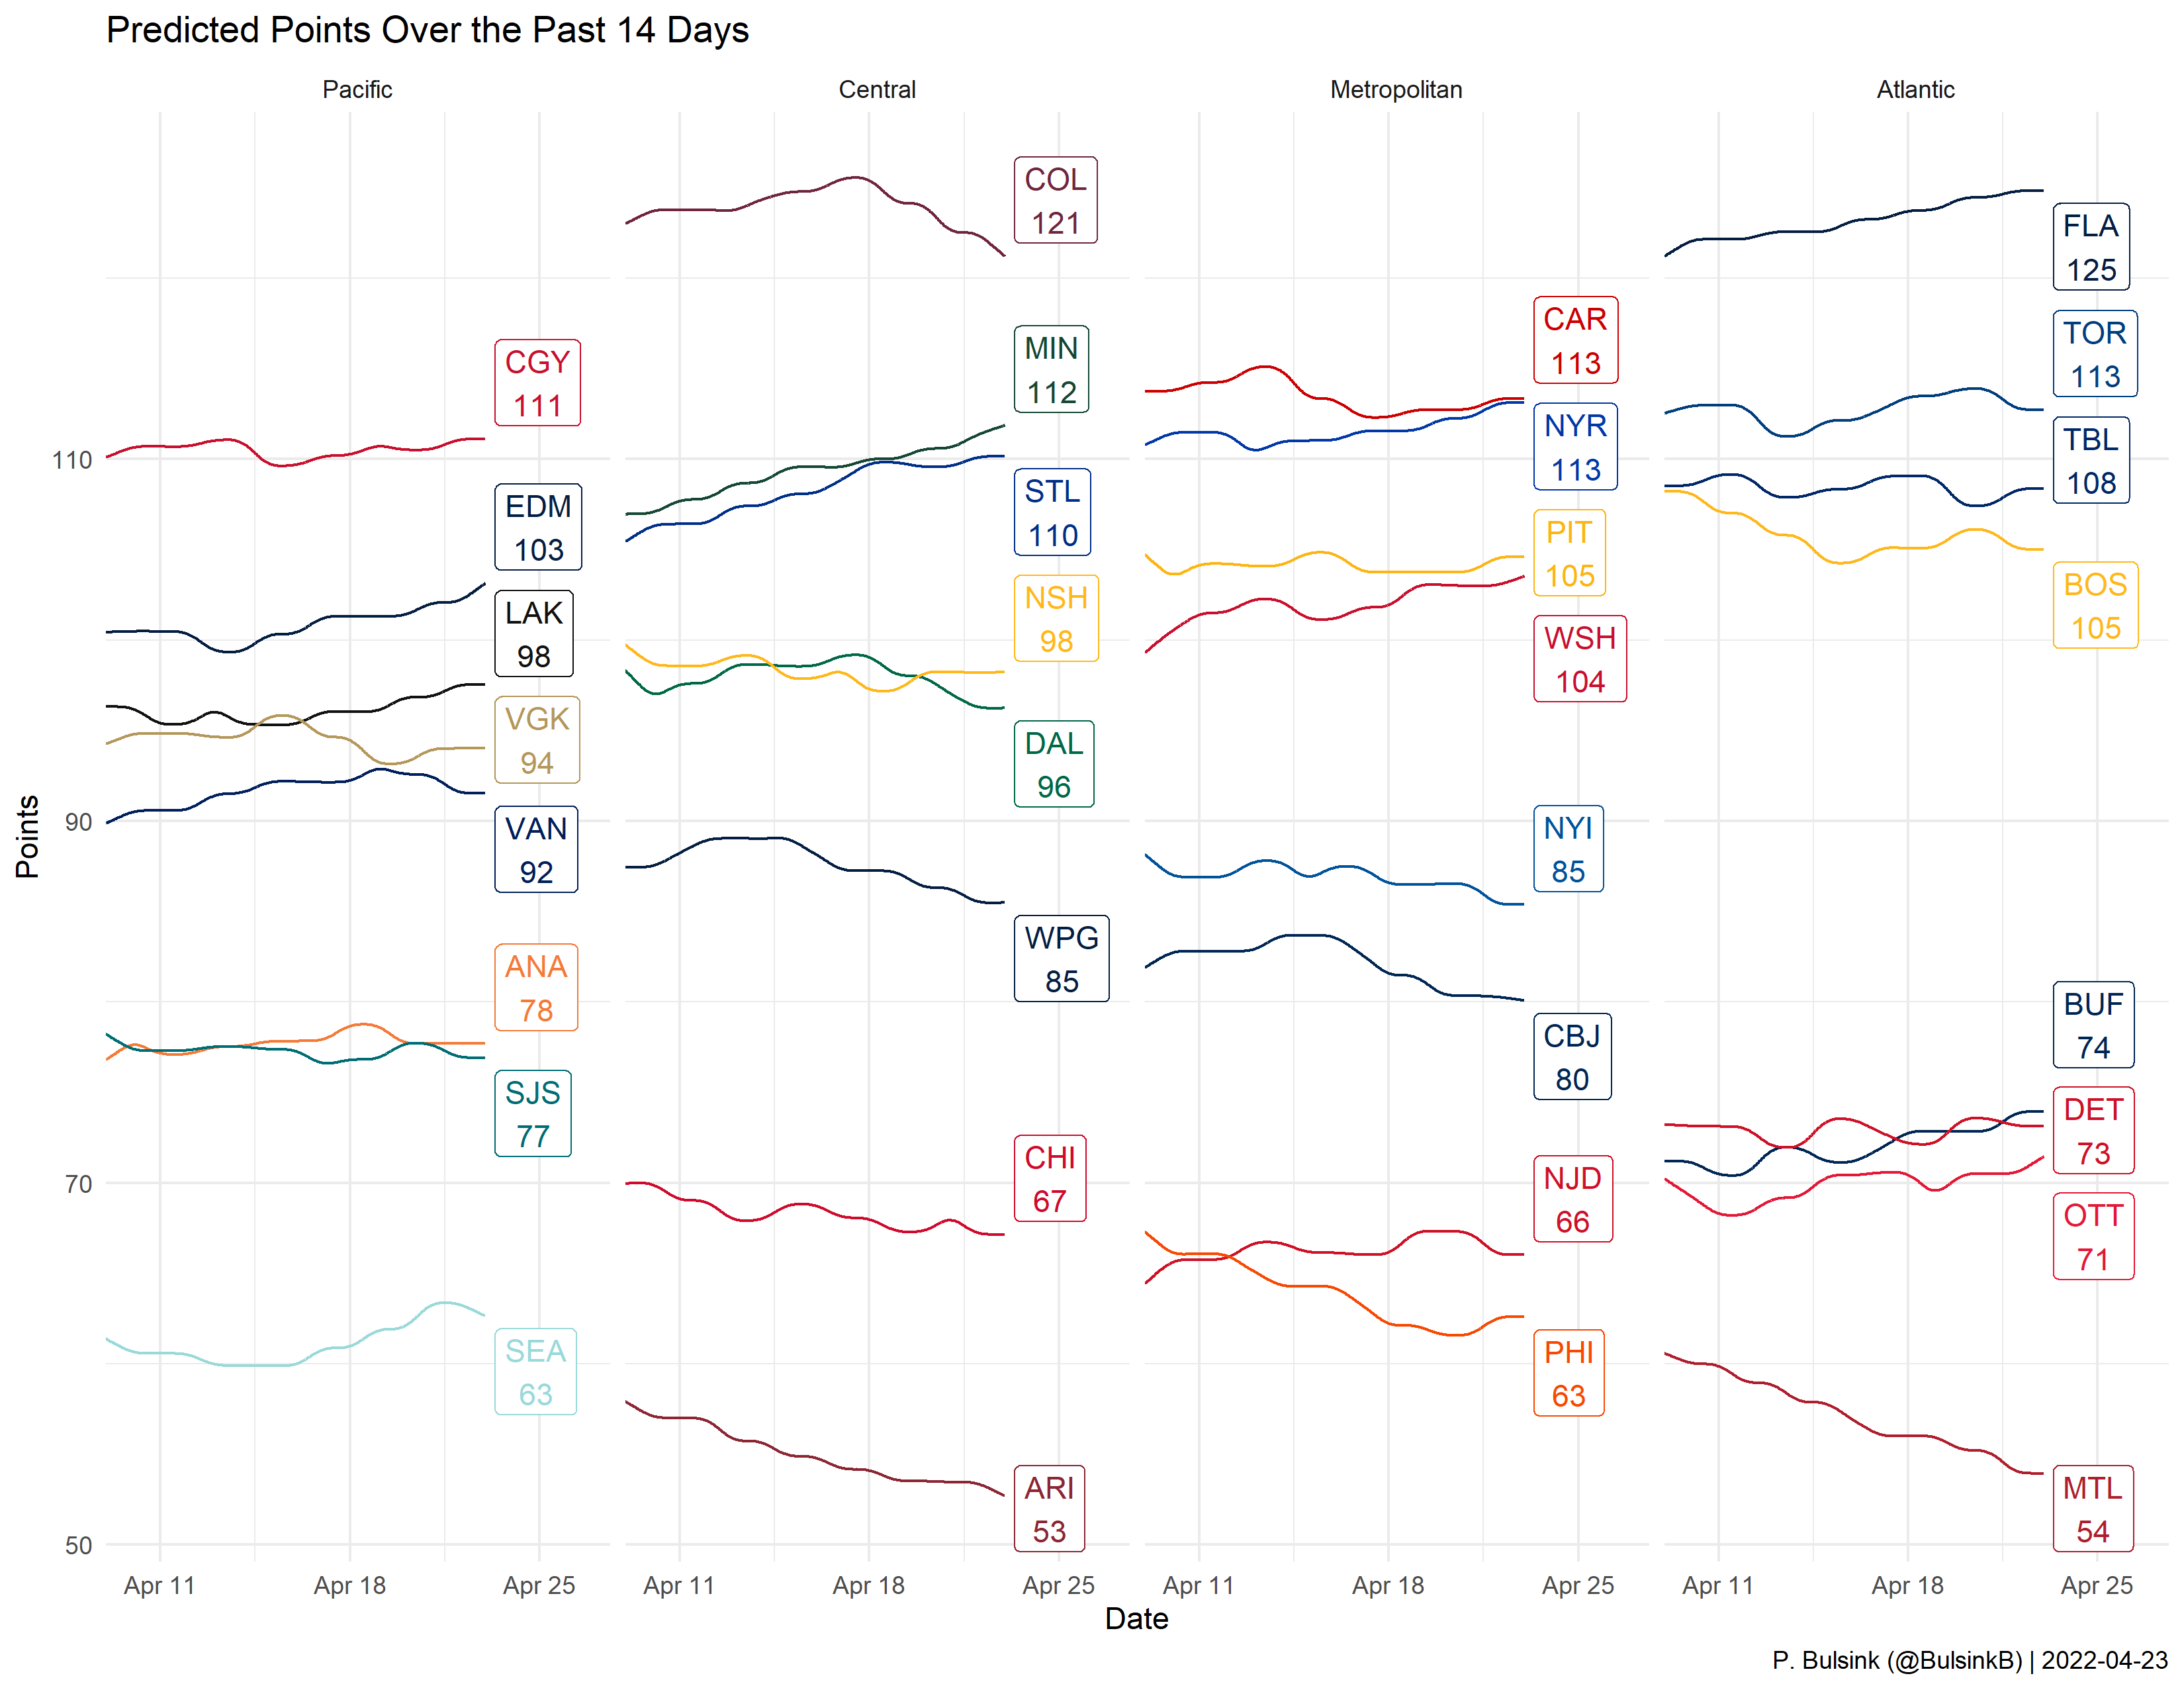 Predicted Points Over the Past 14 Days
Pacific
Central
Metropolitan
Atlantic
Points
110
90
70
50
CGY
111
EDM
103
LAK
98
VGK
94
VAN
92
ANA
78
SJS
77
SEA
63
COL
121
MIN
112
STL
110
NSH
98
DAL
96
WPG
85
CHI
67
ARI
53
CAR
113
NYR
113
PIT
105
WSH
104
NYI
85
CBJ
80
NJD
66
PHI
63
FLA
125
TOR
113
TBL
108
BOS
105
BUF
74
DET
73
OTT
71
MTL
54
Apr 11
Apr 18
Apr 25
Apr 11
Apr 18
Apr 25
Apr 11
Apr 18
Apr 25
Apr 11
Apr 18
Apr 25
Date
P. Bulsink (@BulsinkB) | 2022-04-23